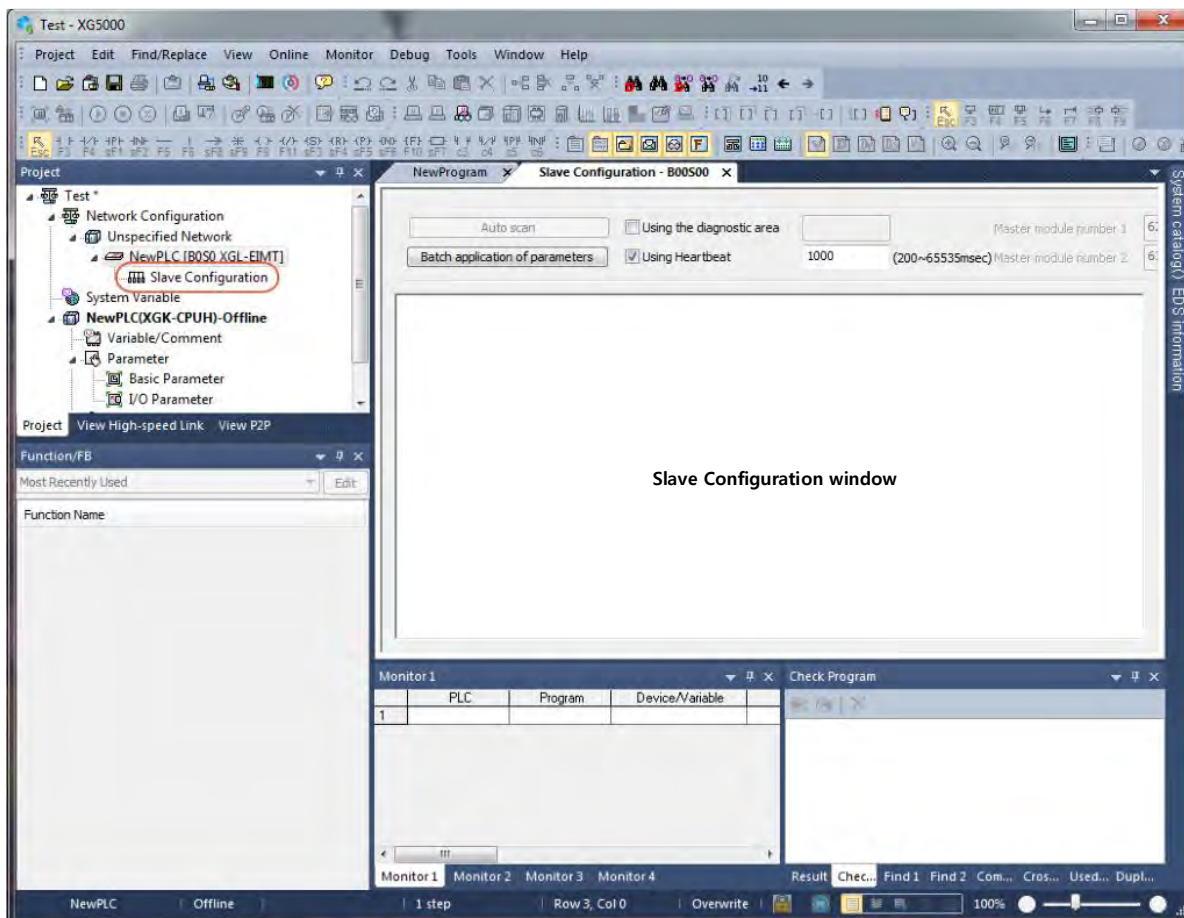 Test - XG5000
Project Edit Find/Replace View Online Monitor Debug Tools Window Help
Project
Test *
Network Configuration
Unspecified Network
NewPLC [B0S0 XGL-EIMT]
Slave Configuration
System Variable
NewPLC(XGK-CPUH)-Offline
Variable/Comment
Parameter
Basic Parameter
I/O Parameter
Project View High-speed Link View P2P
Function/FB
Most Recently Used Edit
Function Name
NewProgram Slave Configuration - B00S00
Auto scan Using the diagnostic area Master module number 1
Batch application of parameters Using Heartbeat 1000 (200~65535msec) Master module number 2
Slave Configuration window
System catalog() EDS information
Monitor 1
PLC Program Device/Variable
1
Monitor 1 Monitor 2 Monitor 3 Monitor 4
Check Program
Result Chec... Find 1 Find 2 Com... Cros... Used... Dupl...
NewPLC Offline 1 step Row 3, Col 0 Overwrite 100%